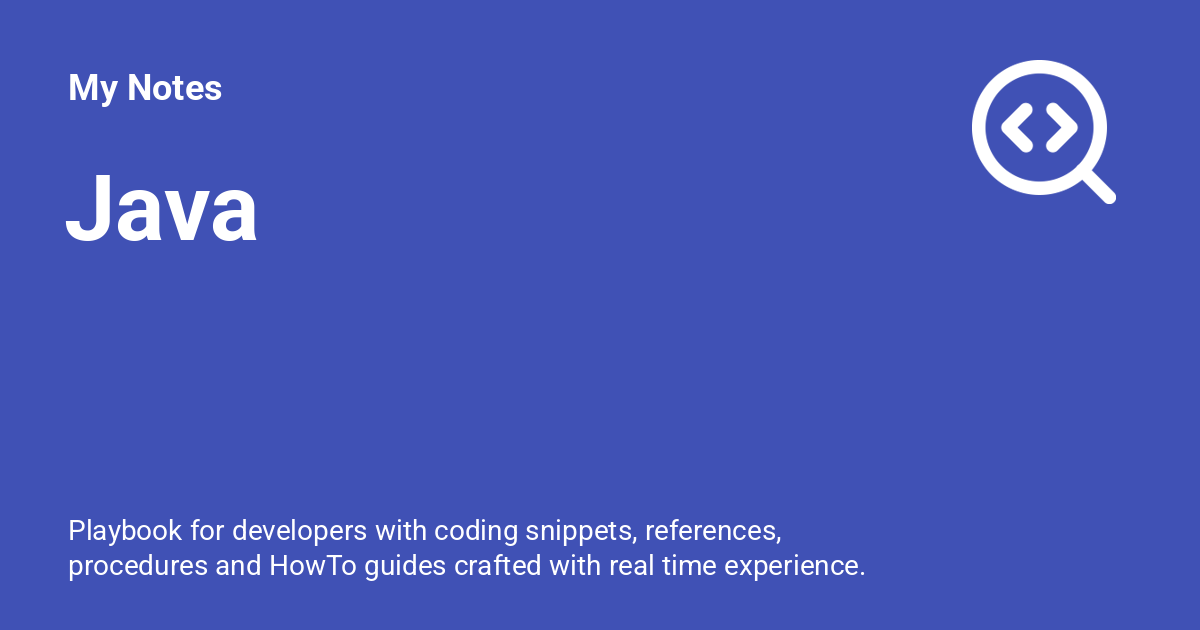 My Notes
Java
Playbook for developers with coding snippets, references,
procedures and HowTo guides crafted with real time experience.